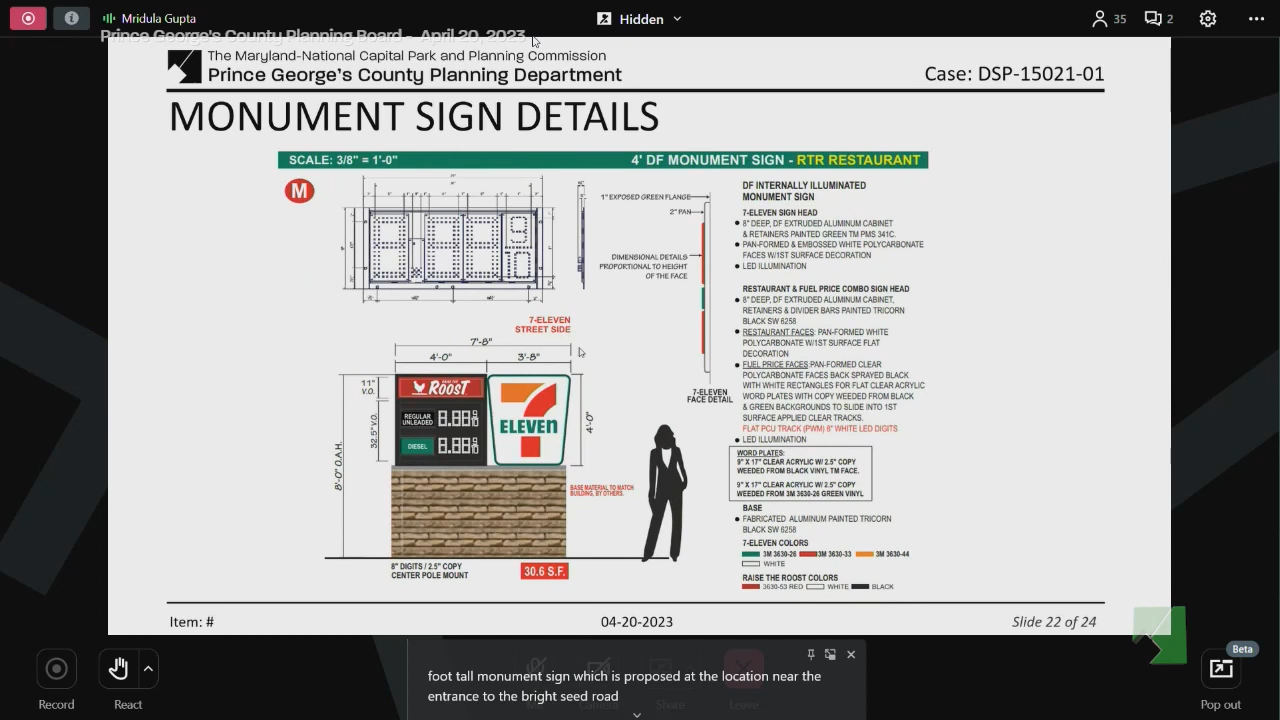 Mridula Gupta
Hidden
35
2
Prince George's County Planning Board - April 20, 2023
The Maryland-National Capital Park and Planning Commission
Prince George's County Planning Department
Case: DSP-15021-01
MONUMENT SIGN DETAILS
SCALE: 3/8" = 1'-0"
4' DF MONUMENT SIGN - RTR RESTAURANT
M
1" EXPOSED GREEN FLANGE
2" PAN
DIMENSIONAL DETAILS
PROPORTIONAL TO HEIGHT
OF THE FACE
7-ELEVEN
FACE DETAIL
7-ELEVEN
STREET SIDE
7'-8"
4'-0"
3'-8"
11"
V.O.
32.5" V.O.
8'-0" O.A.H.
4'-0"
ROOST
REGULAR
UNLEADED
8.88
DIESEL
8.88
ELEVEN
BASE MATERIAL TO MATCH
BUILDING, BY OTHERS.
8" DIGITS / 2.5" COPY
CENTER POLE MOUNT
30.6 S.F.
DF INTERNALLY ILLUMINATED
MONUMENT SIGN
7-ELEVEN SIGN HEAD
8" DEEP, DF EXTRUDED ALUMINUM CABINET
& RETAINERS PAINTED GREEN TM PMS 341C.
PAN-FORMED & EMBOSSED WHITE POLYCARBONATE
FACES W/1ST SURFACE DECORATION
LED ILLUMINATION
RESTAURANT & FUEL PRICE COMBO SIGN HEAD
8" DEEP, DF EXTRUDED ALUMINUM CABINET,
RETAINERS & DIVIDER BARS PAINTED TRICORN
BLACK SW 6258
RESTAURANT FACES: PAN-FORMED WHITE
POLYCARBONATE W/1ST SURFACE FLAT
DECORATION
FUEL PRICE FACES:PAN-FORMED CLEAR
POLYCARBONATE FACES BACK SPRAYED BLACK
WITH WHITE RECTANGLES FOR FLAT CLEAR ACRYLIC
WORD PLATES WITH COPY WEEDED FROM BLACK
& GREEN BACKGROUNDS TO SLIDE INTO 1ST
SURFACE APPLIED CLEAR TRACKS.
FLAT PCU TRACK (PWM) 8" WHITE LED DIGITS
LED ILLUMINATION
WORD PLATES:
9" X 17" CLEAR ACRYLIC W/ 2.5" COPY
WEEDED FROM BLACK VINYL TM FACE.
9" X 17" CLEAR ACRYLIC W/ 2.5" COPY
WEEDED FROM 3M 3630-26 GREEN VINYL
BASE
FABRICATED ALUMINUM PAINTED TRICORN
BLACK SW 6258
7-ELEVEN COLORS
3M 3630-26 3M 3630-33 3M 3630-44
WHITE
RAISE THE ROOST COLORS
3630-53 RED WHITE BLACK
Item: #
04-20-2023
Slide 22 of 24
foot tall monument sign which is proposed at the location near the
entrance to the bright seed road
Record
React
Share
Leave
Beta
Pop out